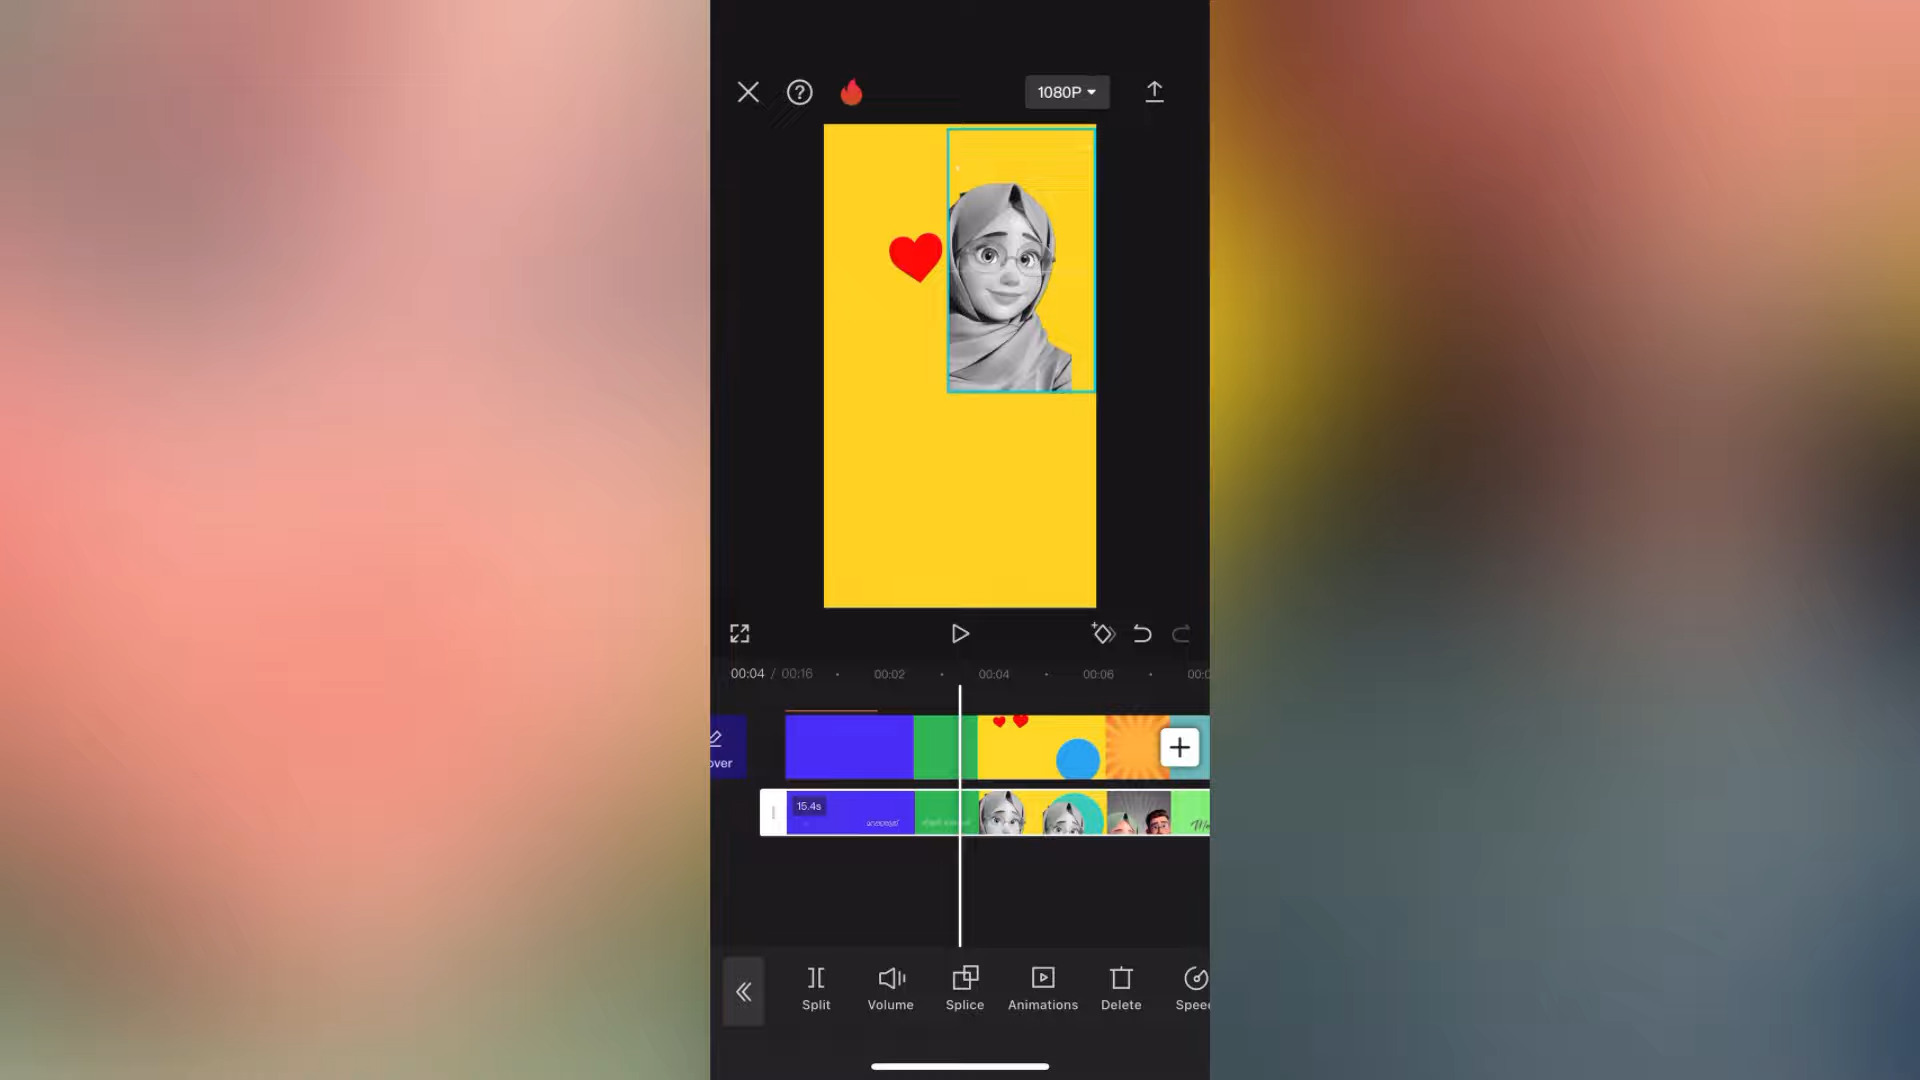 1080P
00:04 / 00:16
00:02
00:04
00:06
over
15.4s
Split
Volume
Splice
Animations
Delete
Speed